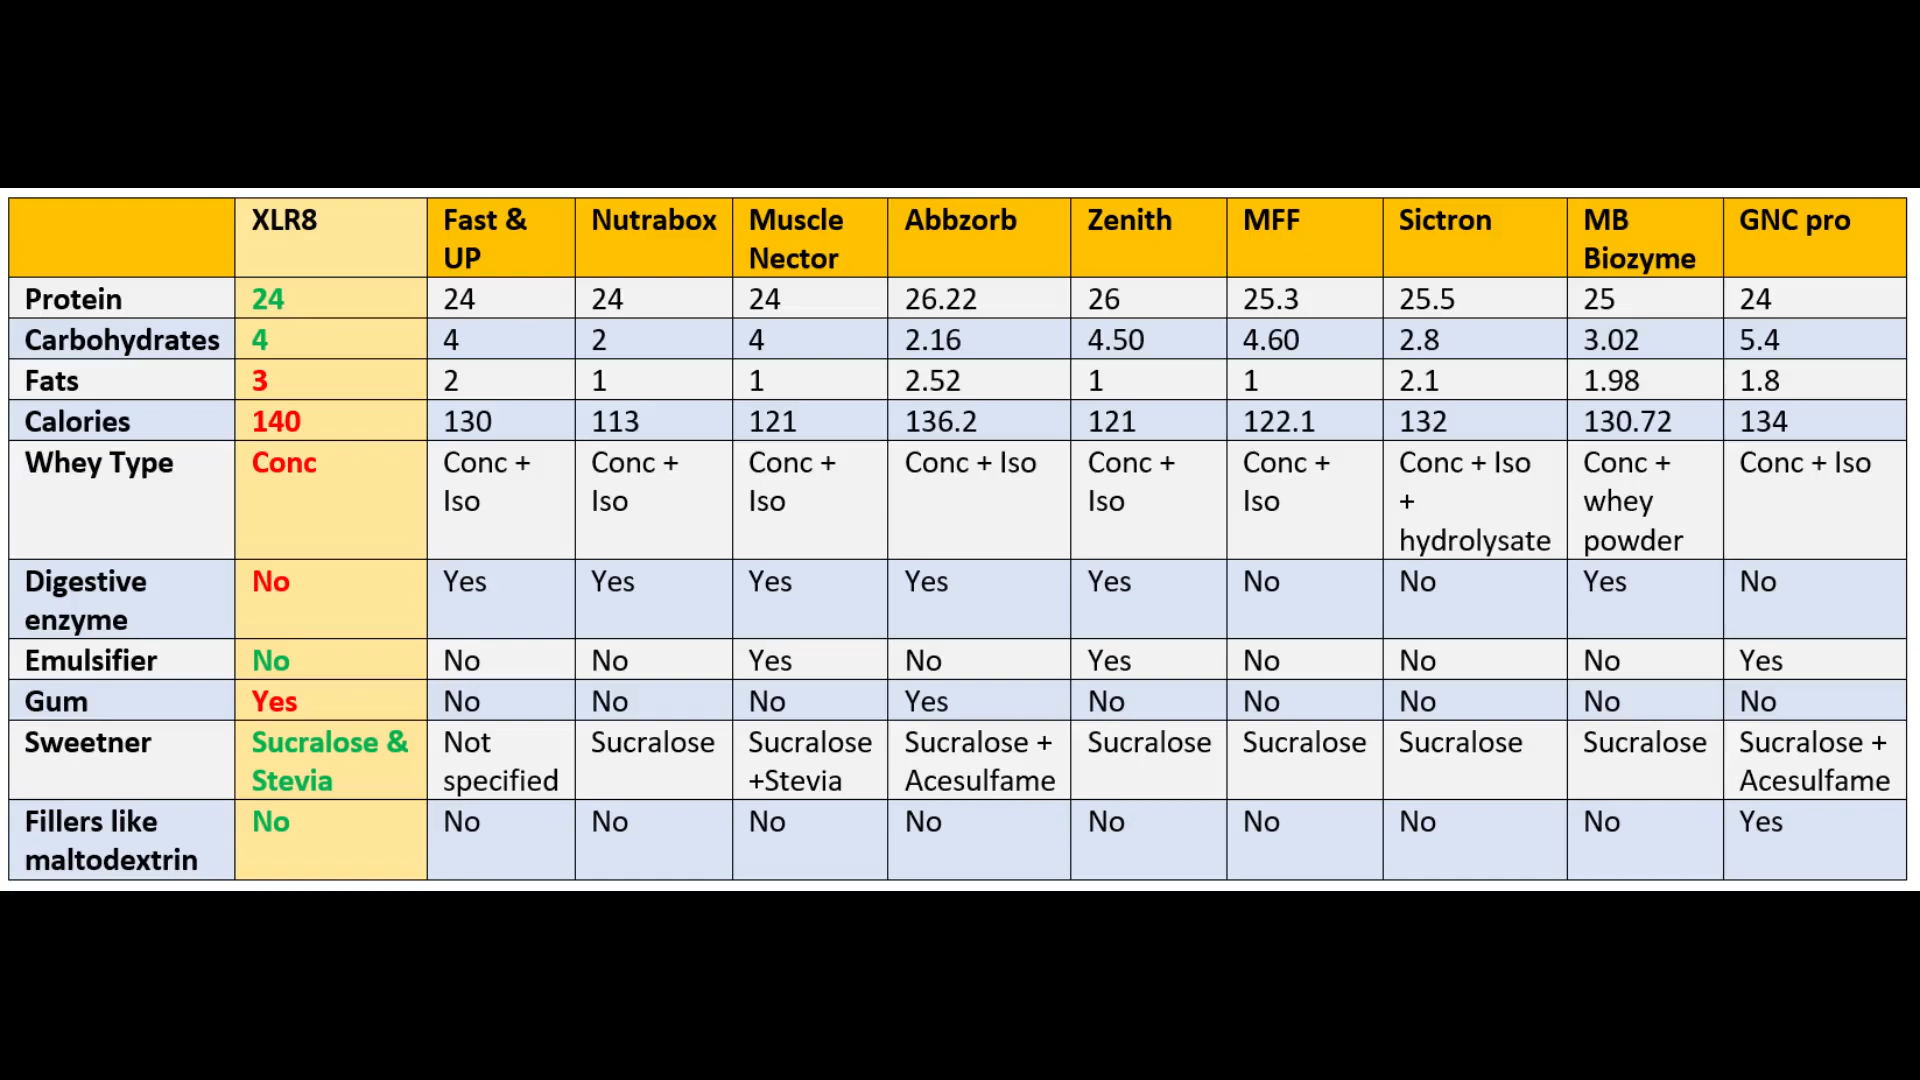 XLR8 Fast & UP Nutrabox Muscle Nector Abbzorb Zenith MFF Sictron MB Biozyme GNC pro
Protein 24 24 24 24 26.22 26 25.3 25.5 25 24
Carbohydrates 4 4 2 4 2.16 4.50 4.60 2.8 3.02 5.4
Fats 3 2 1 1 2.52 1 1 2.1 1.98 1.8
Calories 140 130 113 121 136.2 121 122.1 132 130.72 134
Whey Type Conc Conc + Iso Conc + Iso Conc + Iso Conc + Iso Conc + Iso Conc + Iso Conc + Iso + hydrolysate Conc + whey powder Conc + Iso
Digestive enzyme No Yes Yes Yes Yes Yes No No Yes No
Emulsifier No No No Yes No Yes No No No Yes
Gum Yes No No No Yes No No No No No
Sweetner Sucralose & Stevia Not specified Sucralose Sucralose +Stevia Sucralose + Acesulfame Sucralose Sucralose Sucralose Sucralose Sucralose + Acesulfame
Fillers like maltodextrin No No No No No No No No No Yes